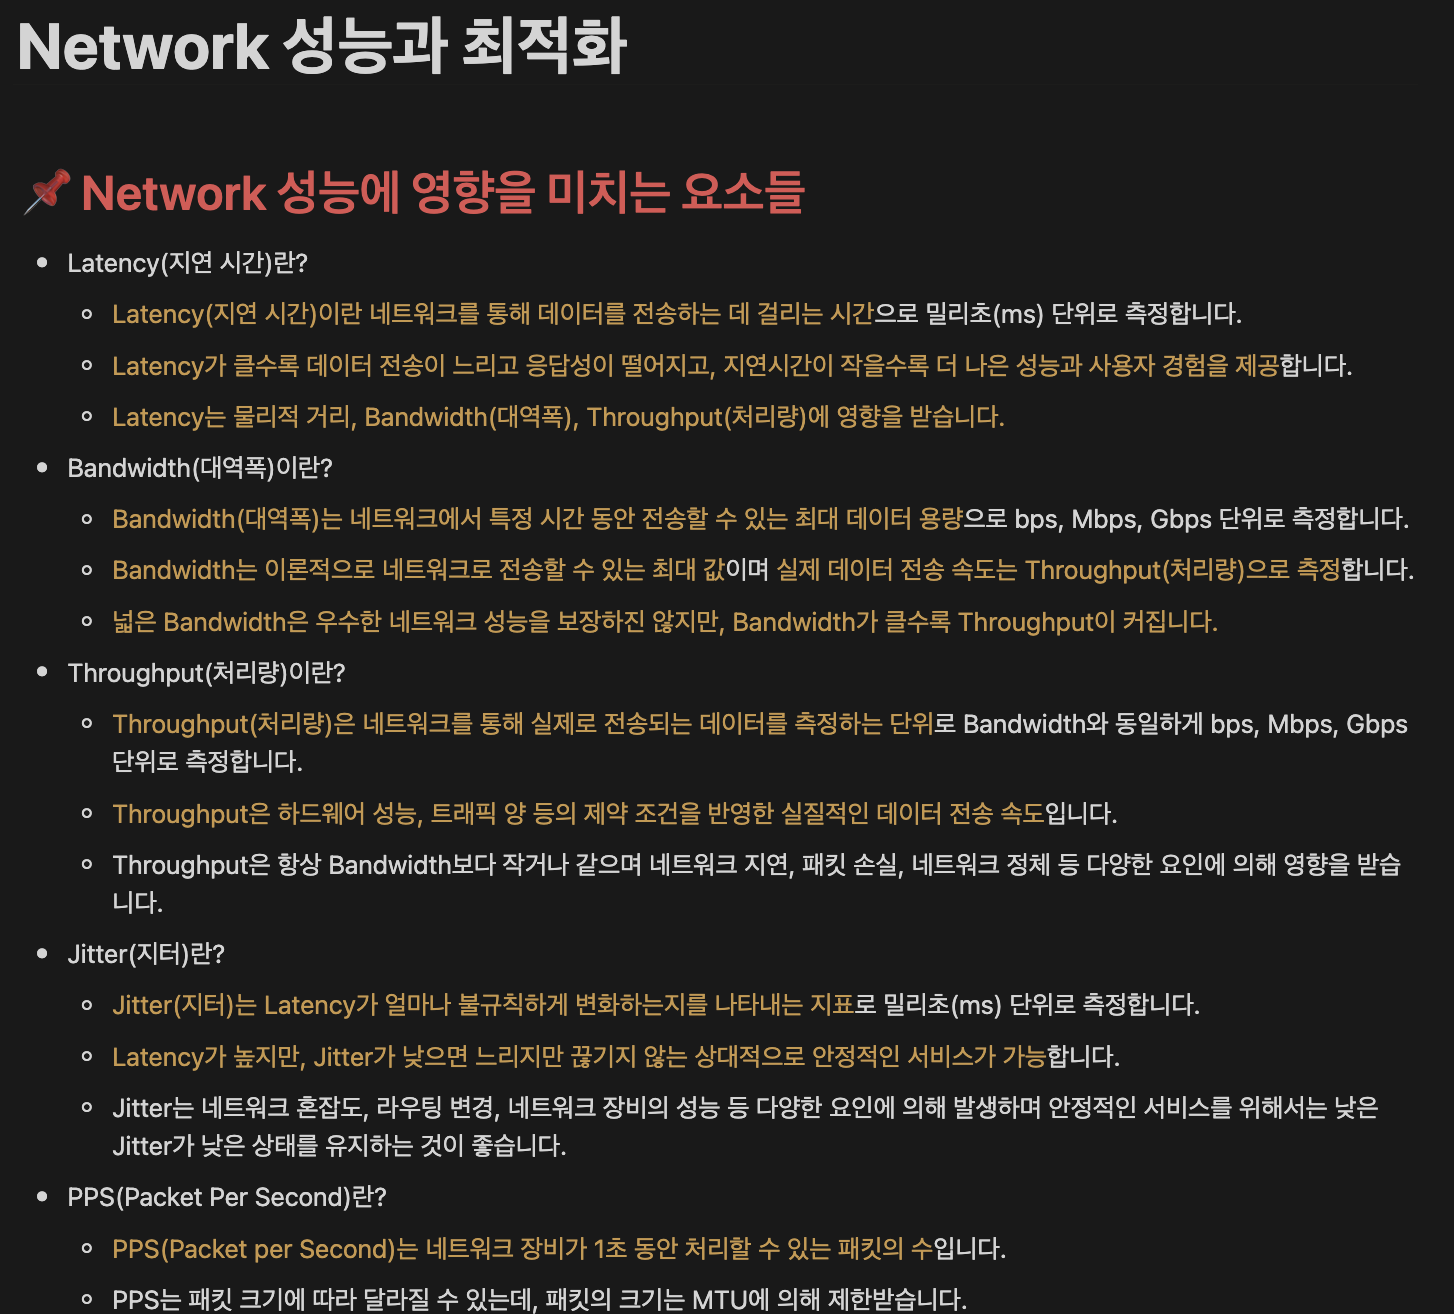 Network 성능과 최적화
📌 Network 성능에 영향을 미치는 요소들
• Latency(지연 시간)란?
◦ Latency(지연 시간)이란 네트워크를 통해 데이터를 전송하는 데 걸리는 시간으로 밀리초(ms) 단위로 측정합니다.
◦ Latency가 클수록 데이터 전송이 느리고 응답성이 떨어지고, 지연시간이 작을수록 더 나은 성능과 사용자 경험을 제공합니다.
◦ Latency는 물리적 거리, Bandwidth(대역폭), Throughput(처리량)에 영향을 받습니다.
• Bandwidth(대역폭)이란?
◦ Bandwidth(대역폭)는 네트워크에서 특정 시간 동안 전송할 수 있는 최대 데이터 용량으로 bps, Mbps, Gbps 단위로 측정합니다.
◦ Bandwidth는 이론적으로 네트워크로 전송할 수 있는 최대 값이며 실제 데이터 전송 속도는 Throughput(처리량)으로 측정합니다.
◦ 넓은 Bandwidth은 우수한 네트워크 성능을 보장하진 않지만, Bandwidth가 클수록 Throughput이 커집니다.
• Throughput(처리량)이란?
◦ Throughput(처리량)은 네트워크를 통해 실제로 전송되는 데이터를 측정하는 단위로 Bandwidth와 동일하게 bps, Mbps, Gbps
단위로 측정합니다.
◦ Throughput은 하드웨어 성능, 트래픽 양 등의 제약 조건을 반영한 실질적인 데이터 전송 속도입니다.
◦ Throughput은 항상 Bandwidth보다 작거나 같으며 네트워크 지연, 패킷 손실, 네트워크 정체 등 다양한 요인에 의해 영향을 받습
니다.
• Jitter(지터)란?
◦ Jitter(지터)는 Latency가 얼마나 불규칙하게 변화하는지를 나타내는 지표로 밀리초(ms) 단위로 측정합니다.
◦ Latency가 높지만, Jitter가 낮으면 느리지만 끊기지 않는 상대적으로 안정적인 서비스가 가능합니다.
◦ Jitter는 네트워크 혼잡도, 라우팅 변경, 네트워크 장비의 성능 등 다양한 요인에 의해 발생하며 안정적인 서비스를 위해서는 낮은
Jitter가 낮은 상태를 유지하는 것이 좋습니다.
• PPS(Packet Per Second)란?
◦ PPS(Packet per Second)는 네트워크 장비가 1초 동안 처리할 수 있는 패킷의 수입니다.
◦ PPS는 패킷 크기에 따라 달라질 수 있는데, 패킷의 크기는 MTU에 의해 제한받습니다.